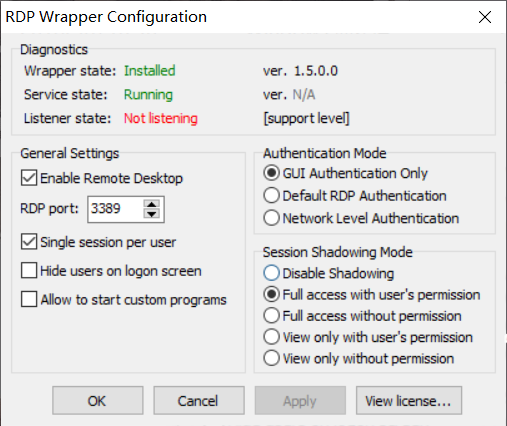 RDP Wrapper Configuration
Diagnostics
Wrapper state: Installed ver. 1.5.0.0
Service state: Running ver. N/A
Listener state: Not listening [support level]
General Settings
Enable Remote Desktop
RDP port: 3389
Single session per user
Hide users on logon screen
Allow to start custom programs
Authentication Mode
GUI Authentication Only
Default RDP Authentication
Network Level Authentication
Session Shadowing Mode
Disable Shadowing
Full access with user's permission
Full access without permission
View only with user's permission
View only without permission
OK Cancel Apply View license...